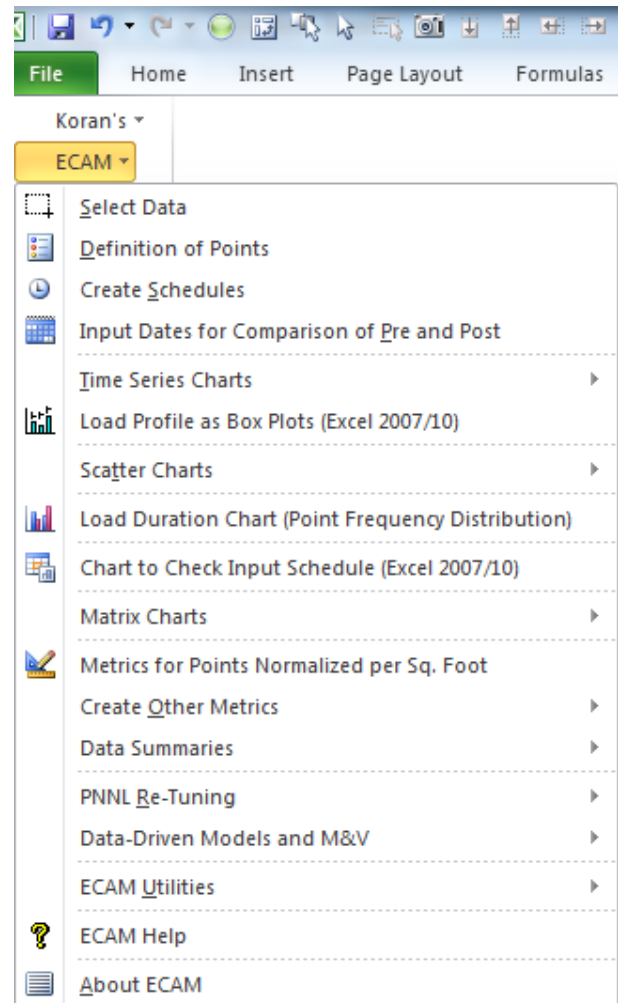 File Home Insert Page Layout Formulas
Koran's
ECAM
Select Data
Definition of Points
Create Schedules
Input Dates for Comparison of Pre and Post
Time Series Charts
Load Profile as Box Plots (Excel 2007/10)
Scatter Charts
Load Duration Chart (Point Frequency Distribution)
Chart to Check Input Schedule (Excel 2007/10)
Matrix Charts
Metrics for Points Normalized per Sq. Foot
Create Other Metrics
Data Summaries
PNNL Re-Tuning
Data-Driven Models and M&V
ECAM Utilities
ECAM Help
About ECAM